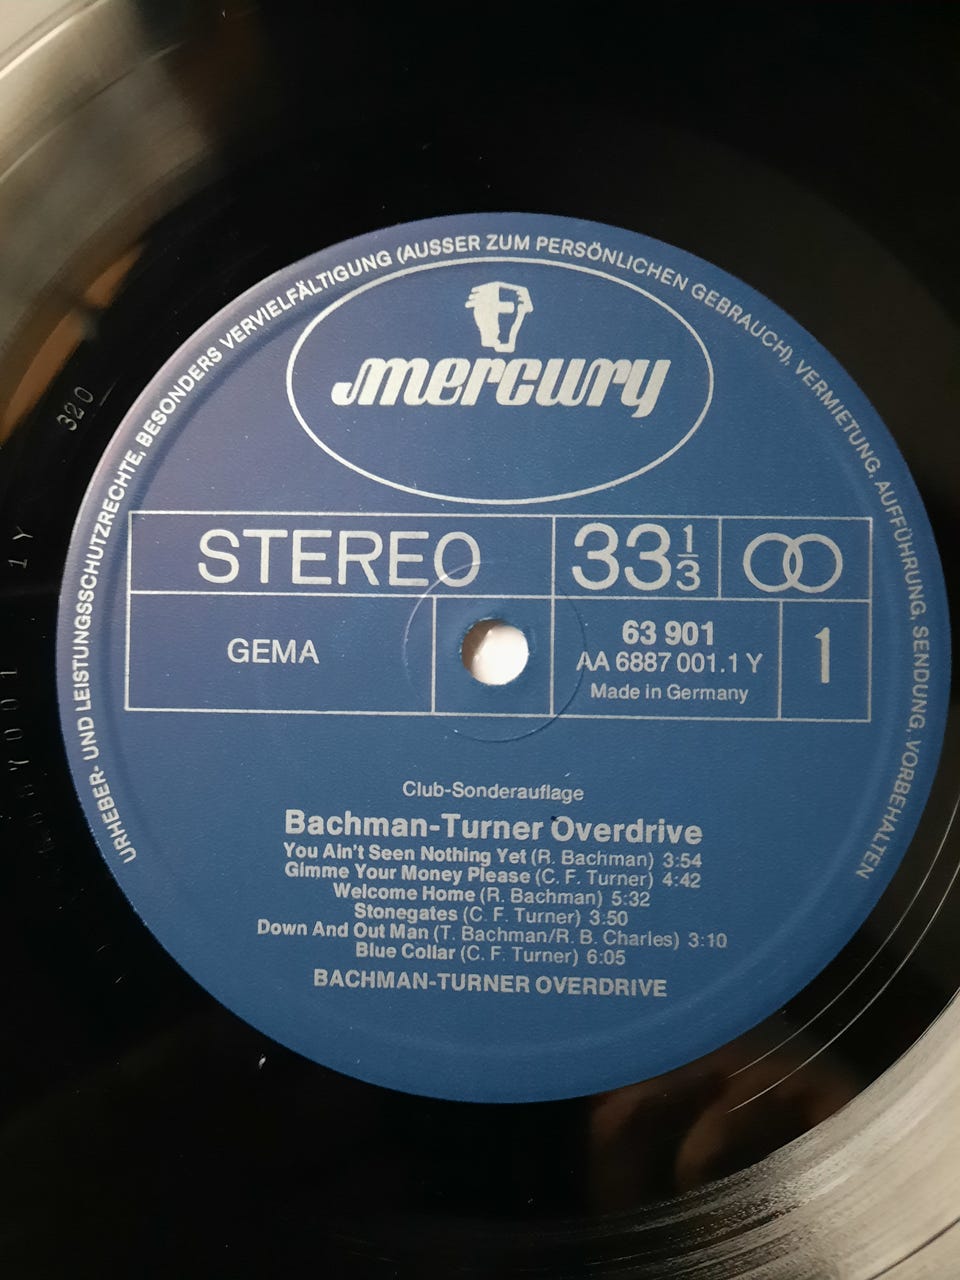 URHEBER- UND LEISTUNGSSCHUTZRECHTE, BESONDERS VERVIELFÄLTIGUNG (AUSSER ZUM PERSÖNLICHEN GEBRAUCH), VERMIETUNG, AUFFÜHRUNG, SENDUNG, VORBEHALTEN
mercury
STEREO
33 1/3
GEMA
63 901
AA 6887 001.1 Y
Made in Germany
1
Club-Sonderauflage
Bachman-Turner Overdrive
You Ain't Seen Nothing Yet (R. Bachman) 3:54
Gimme Your Money Please (C. F. Turner) 4:42
Welcome Home (R. Bachman) 5:32
Stonegates (C. F. Turner) 3:50
Down And Out Man (T. Bachman/R. B. Charles) 3:10
Blue Collar (C. F. Turner) 6:05
BACHMAN-TURNER OVERDRIVE
320
1 Y